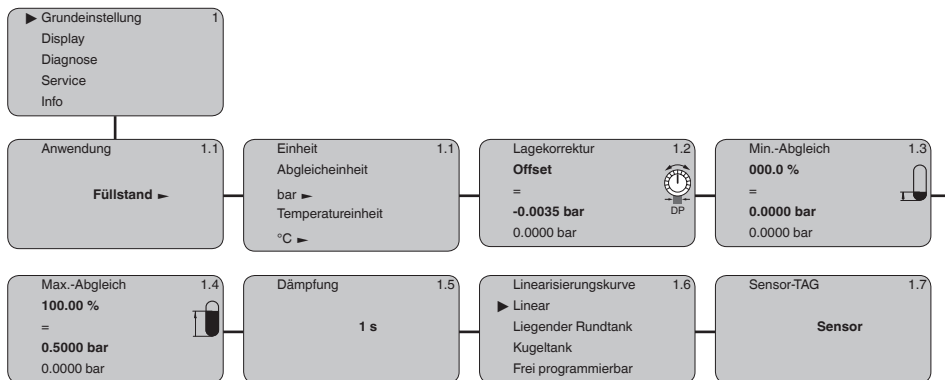 ▶ Grundeinstellung 1
Display
Diagnose
Service
Info
Anwendung 1.1
Füllstand ►
Einheit 1.1
Abgleicheinheit
bar ►
Temperatureinheit
°C ►
Lagekorrektur 1.2
Offset
=
-0.0035 bar
0.0000 bar
DP
Min.-Abgleich 1.3
000.0 %
=
0.0000 bar
0.0000 bar
Max.-Abgleich 1.4
100.00 %
=
0.5000 bar
0.0000 bar
Dämpfung 1.5
1 s
Linearisierungskurve 1.6
▶ Linear
Liegender Rundtank
Kugeltank
Frei programmierbar
Sensor-TAG 1.7
Sensor